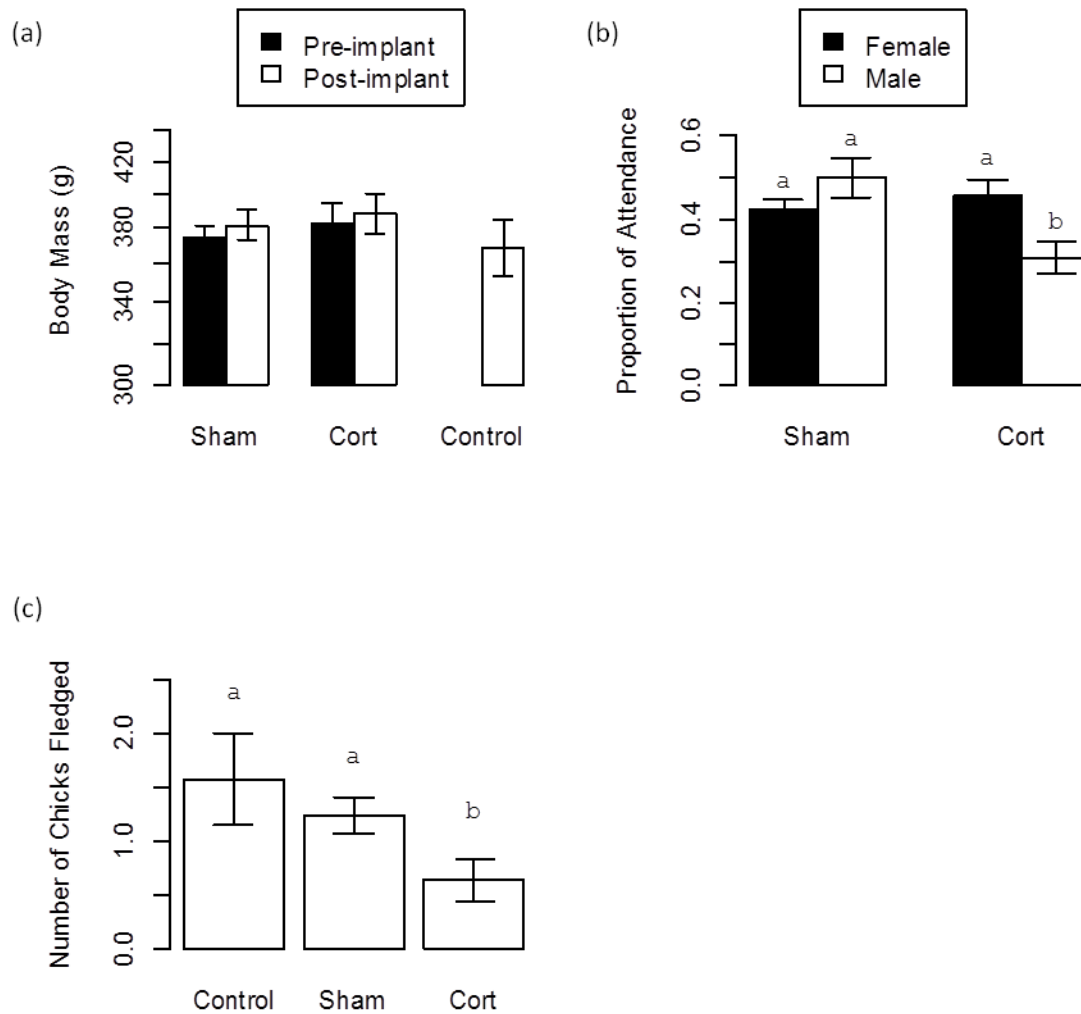 (a)
Pre-implant
Post-implant
Body Mass (g)
420
380
340
300
Sham Cort Control
(b)
Female
Male
Proportion of Attendance
0.6
0.4
0.2
0.0
a
a
a
b
Sham Cort
(c)
Number of Chicks Fledged
2.0
1.0
0.0
a
a
b
Control Sham Cort